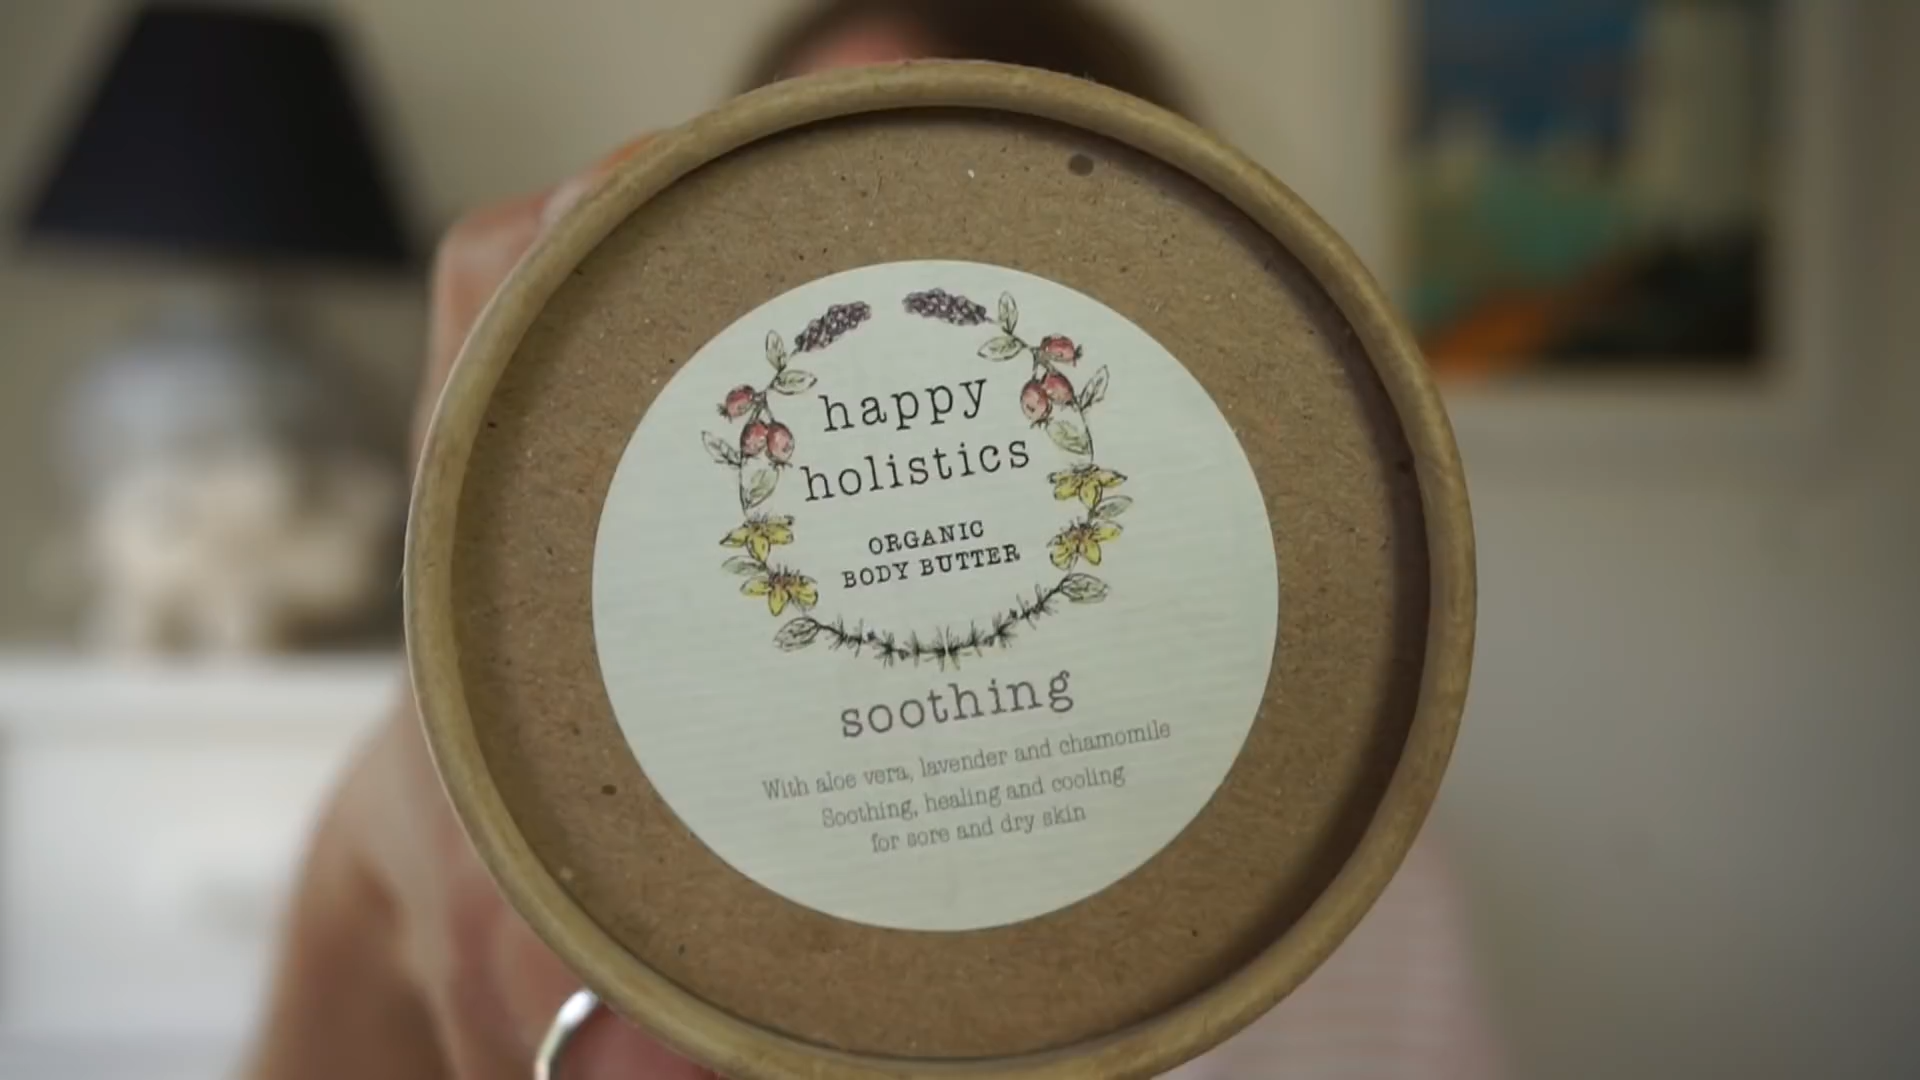 happy
holistics
ORGANIC
BODY BUTTER
soothing
With aloe vera, lavender and chamomile
Soothing, healing and cooling
for sore and dry skin